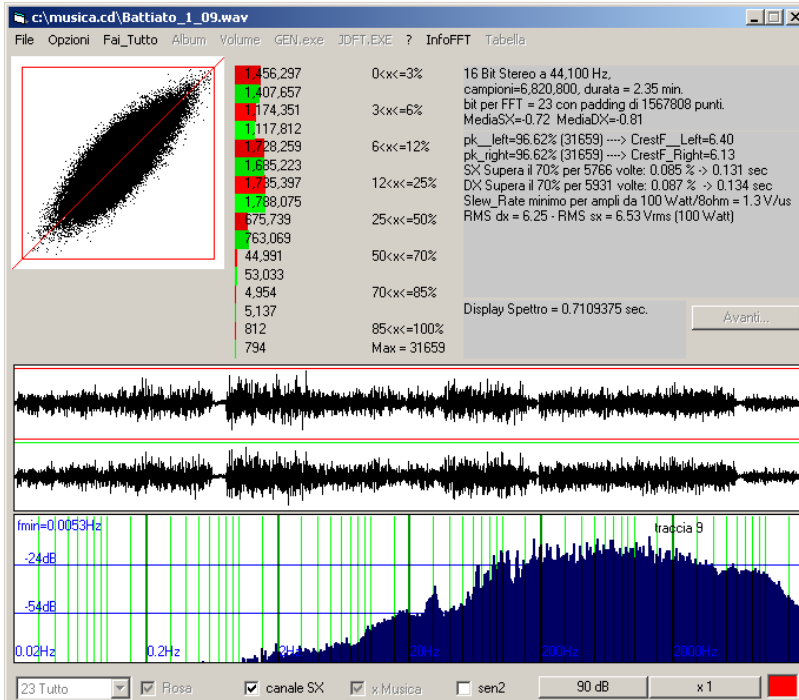 c:\musica.cd\Battiato_1_09.wav
File Opzioni Fai_Tutto Album Volume GEN.exe JDFT.EXE ? InfoFFT Tabella
1,456,297 0<x<=3%
1,407,657
1,174,351 3<x<=6%
1,117,812
1,728,259 6<x<=12%
1,685,223
1,735,397 12<x<=25%
1,788,075
675,739 25<x<=50%
763,069
44,991 50<x<=70%
53,033
4,954 70<x<=85%
5,137
812 85<x<=100%
794 Max = 31659
16 Bit Stereo a 44,100 Hz,
campioni=6,820,800, durata = 2.35 min.
bit per FFT = 23 con padding di 1567808 punti.
MediaSX=-0.72 MediaDX=-0.81
pk__left=96.62% (31659) ----> CrestF__Left=6.40
pk_right=96.62% (31659) ----> CrestF_Right=6.13
SX Supera il 70% per 5766 volte: 0.085 % -> 0.131 sec
DX Supera il 70% per 5931 volte: 0.087 % -> 0.134 sec
Slew_Rate minimo per ampli da 100 Watt/8ohm = 1.3 V/us
RMS dx = 6.25 - RMS sx = 6.53 Vrms (100 Watt)
Display Spettro = 0.7109375 sec.
Avanti...
fmin=0.0053Hz
traccia 9
-24dB
-54dB
0.02Hz 0.2Hz 2Hz 20Hz 200Hz 2000Hz
23 Tutto Rosa canale SX x Musica sen2 90 dB x 1